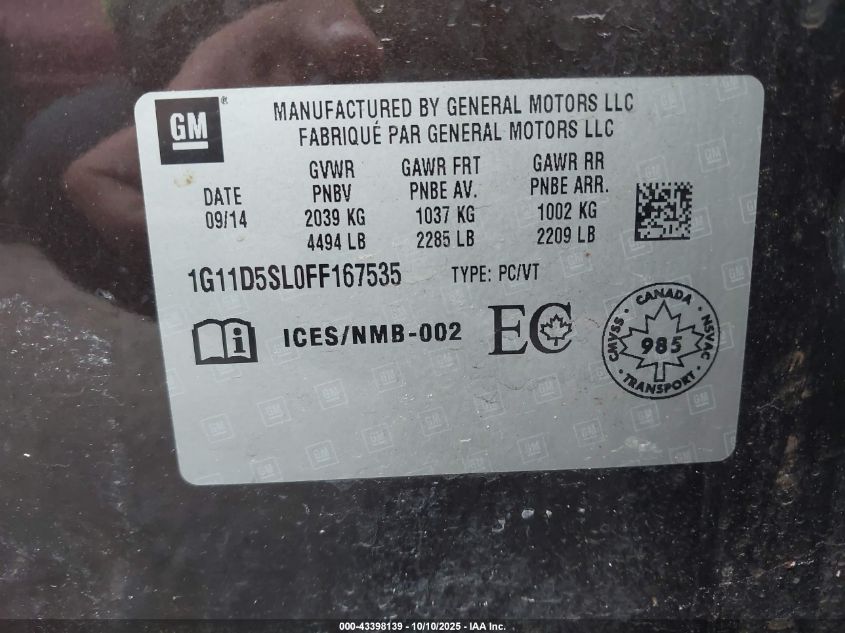 GM®
MANUFACTURED BY GENERAL MOTORS LLC
FABRIQUÉ PAR GENERAL MOTORS LLC
GVWR GAWR FRT GAWR RR
DATE PNBV PNBE AV. PNBE ARR.
09/14 2039 KG 1037 KG 1002 KG
4494 LB 2285 LB 2209 LB
1G11D5SL0FF167535 TYPE: PC/VT
i ICES/NMB-002 EC
CANADA
CMVSS 985 NSVAC
TRANSPORT
000-43398139 - 10/10/2025 - IAA Inc.